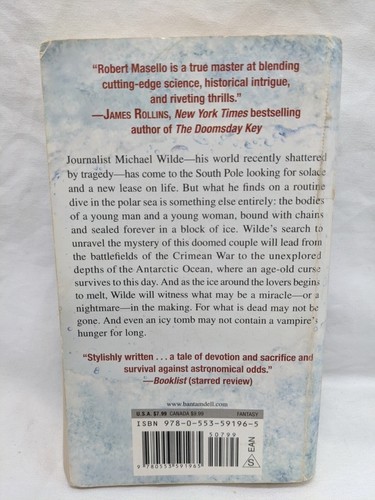 "Robert Masello is a true master at blending
cutting-edge science, historical intrigue,
and riveting thrills."
—JAMES ROLLINS, New York Times bestselling
author of The Doomsday Key
Journalist Michael Wilde—his world recently shattered
by tragedy—has come to the South Pole looking for solace
and a new lease on life. But what he finds on a routine
dive in the polar sea is something else entirely: the bodies
of a young man and a young woman, bound with chains
and sealed forever in a block of ice. Wilde's search to
unravel the mystery of this doomed couple will lead from
the battlefields of the Crimean War to the unexplored
depths of the Antarctic Ocean, where an age-old curse
survives to this day. And as the ice around the lovers begins
to melt, Wilde will witness what may be a miracle—or a
nightmare—in the making. For what is dead may not be
gone. And even an icy tomb may not contain a vampire's
hunger for long.
"Stylishly written . . . a tale of devotion and sacrifice and
survival against astronomical odds."
—Booklist (starred review)
www.bantamdell.com
U.S.A. $7.99 CANADA $9.99 FANTASY
ISBN 978-0-553-59196-5
50799
9 780553 591965
S EAN